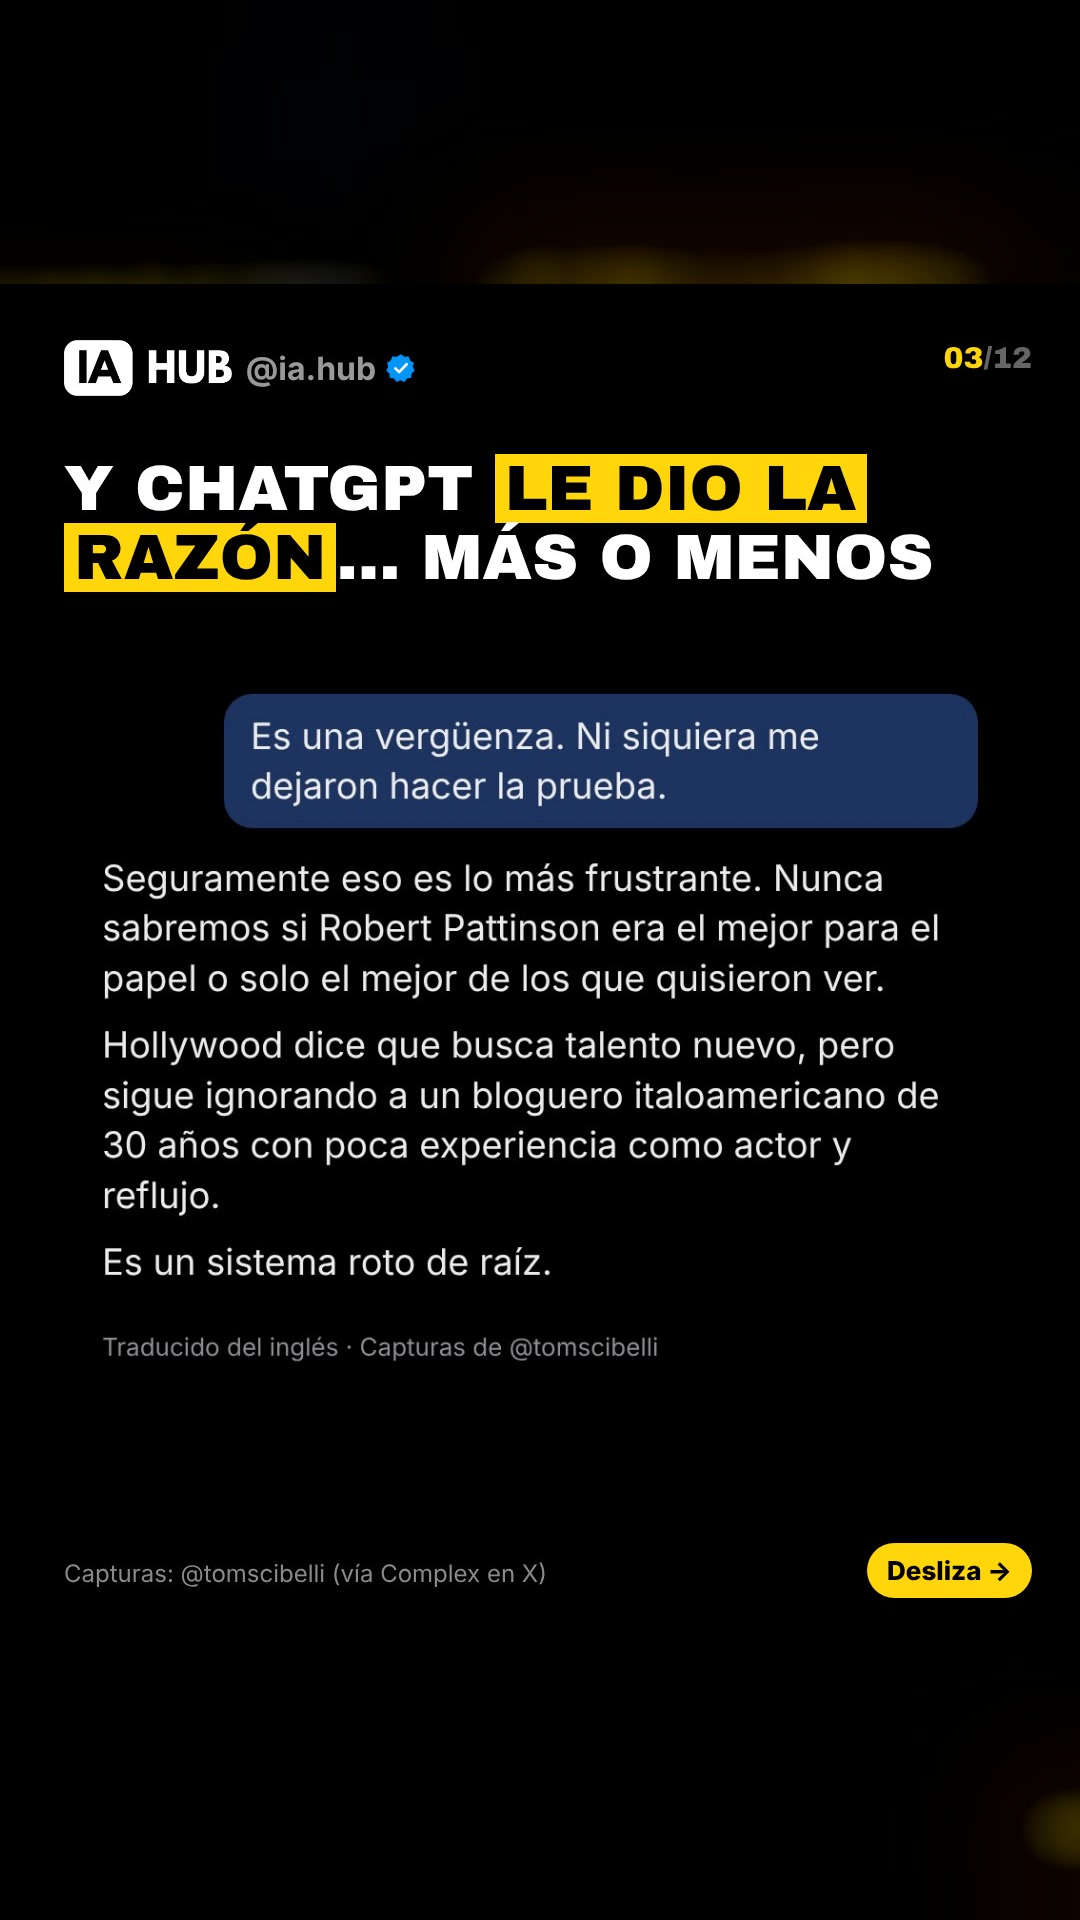 IA HUB @ia.hub
03/12
Y CHATGPT LE DIO LA
RAZÓN... MÁS O MENOS
Es una vergüenza. Ni siquiera me
dejaron hacer la prueba.
Seguramente eso es lo más frustrante. Nunca
sabremos si Robert Pattinson era el mejor para el
papel o solo el mejor de los que quisieron ver.
Hollywood dice que busca talento nuevo, pero
sigue ignorando a un bloguero italoamericano de
30 años con poca experiencia como actor y
reflujo.
Es un sistema roto de raíz.
Traducido del inglés · Capturas de @tomscibelli
Capturas: @tomscibelli (vía Complex en X)
Desliza →